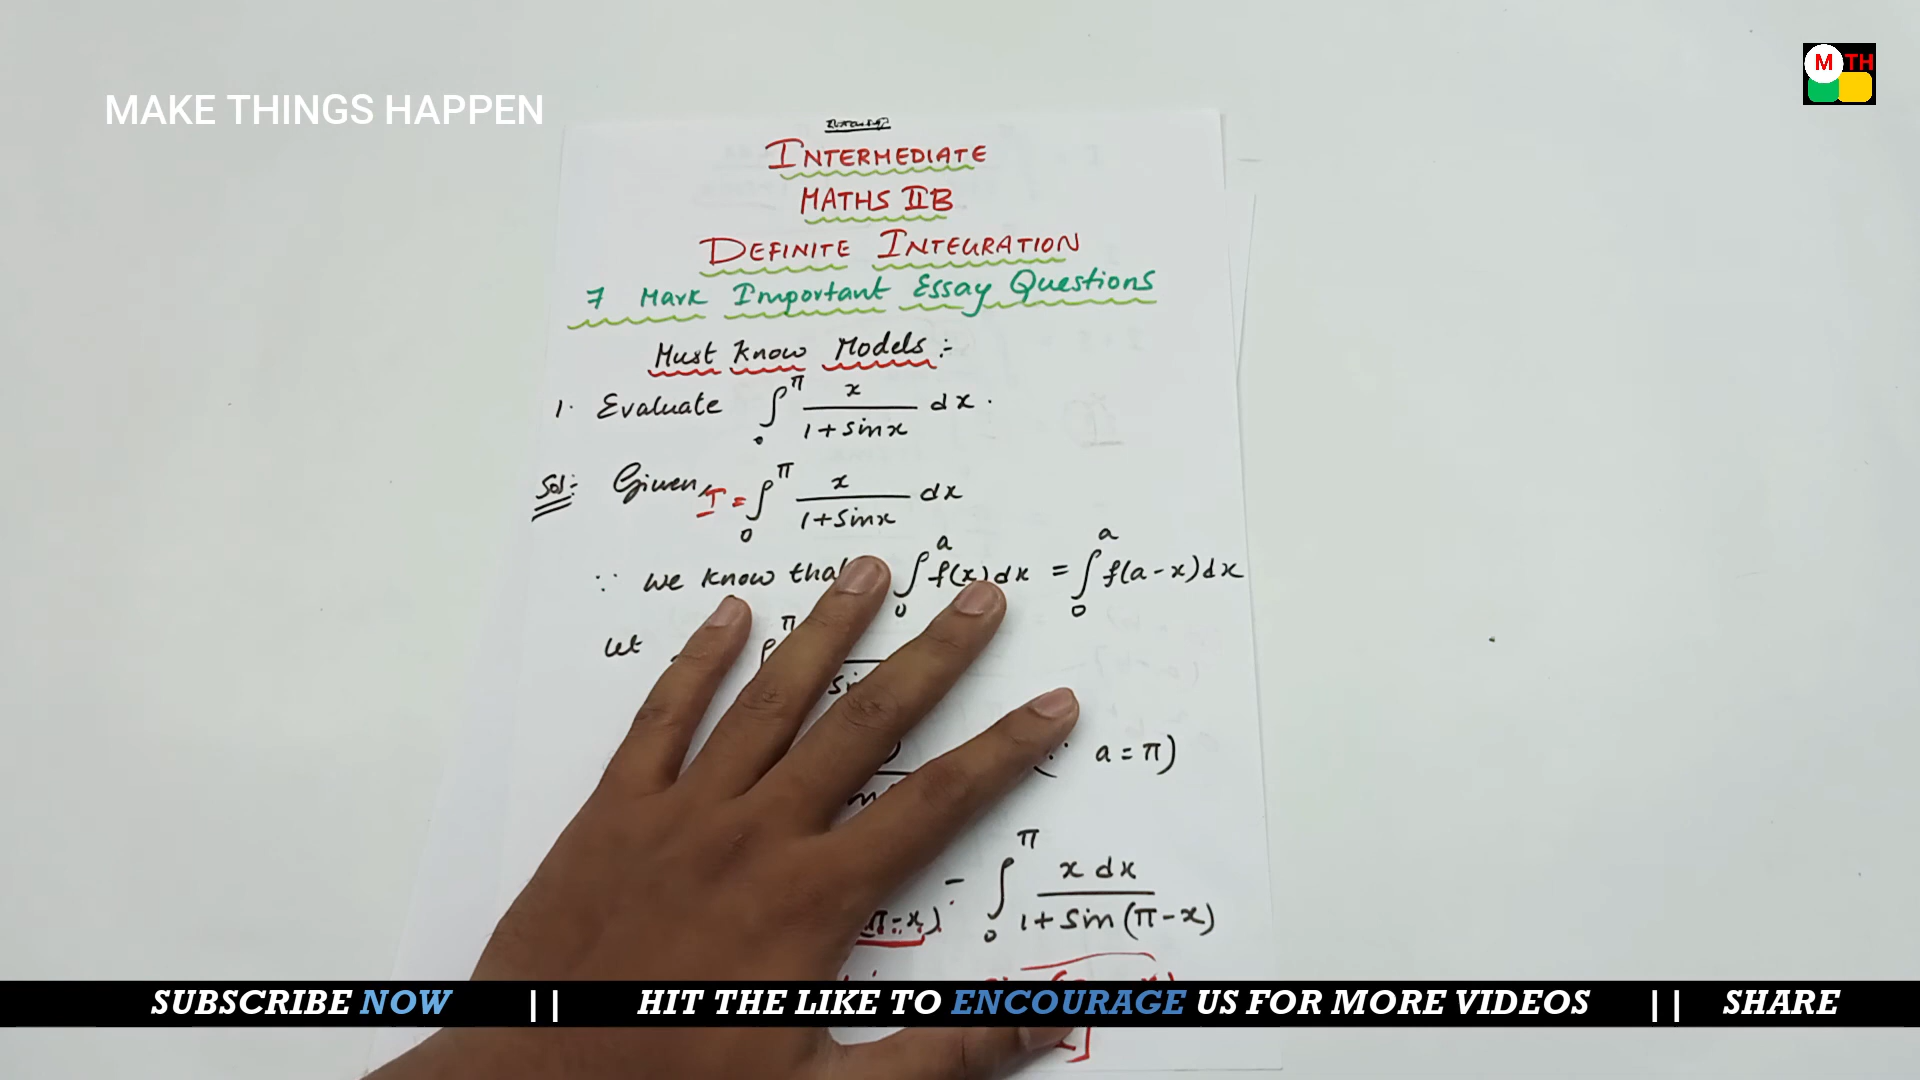 MATH
MAKE THINGS HAPPEN
INTERMEDIATE
MATHS IIB
DEFINITE INTEGRATION
7 Mark Important Essay Questions
Must Know Models :-
1. Evaluate ∫₀^π x/(1+sinx) dx.
Sol:- Given, I = ∫₀^π x/(1+sinx) dx
∵ we know that ∫₀^a f(x)dx = ∫₀^a f(a-x)dx
let π
(∵ a = π)
(π-x) - ∫₀^π x dx/(1+sin(π-x))
SUBSCRIBE NOW || HIT THE LIKE TO ENCOURAGE US FOR MORE VIDEOS || SHARE